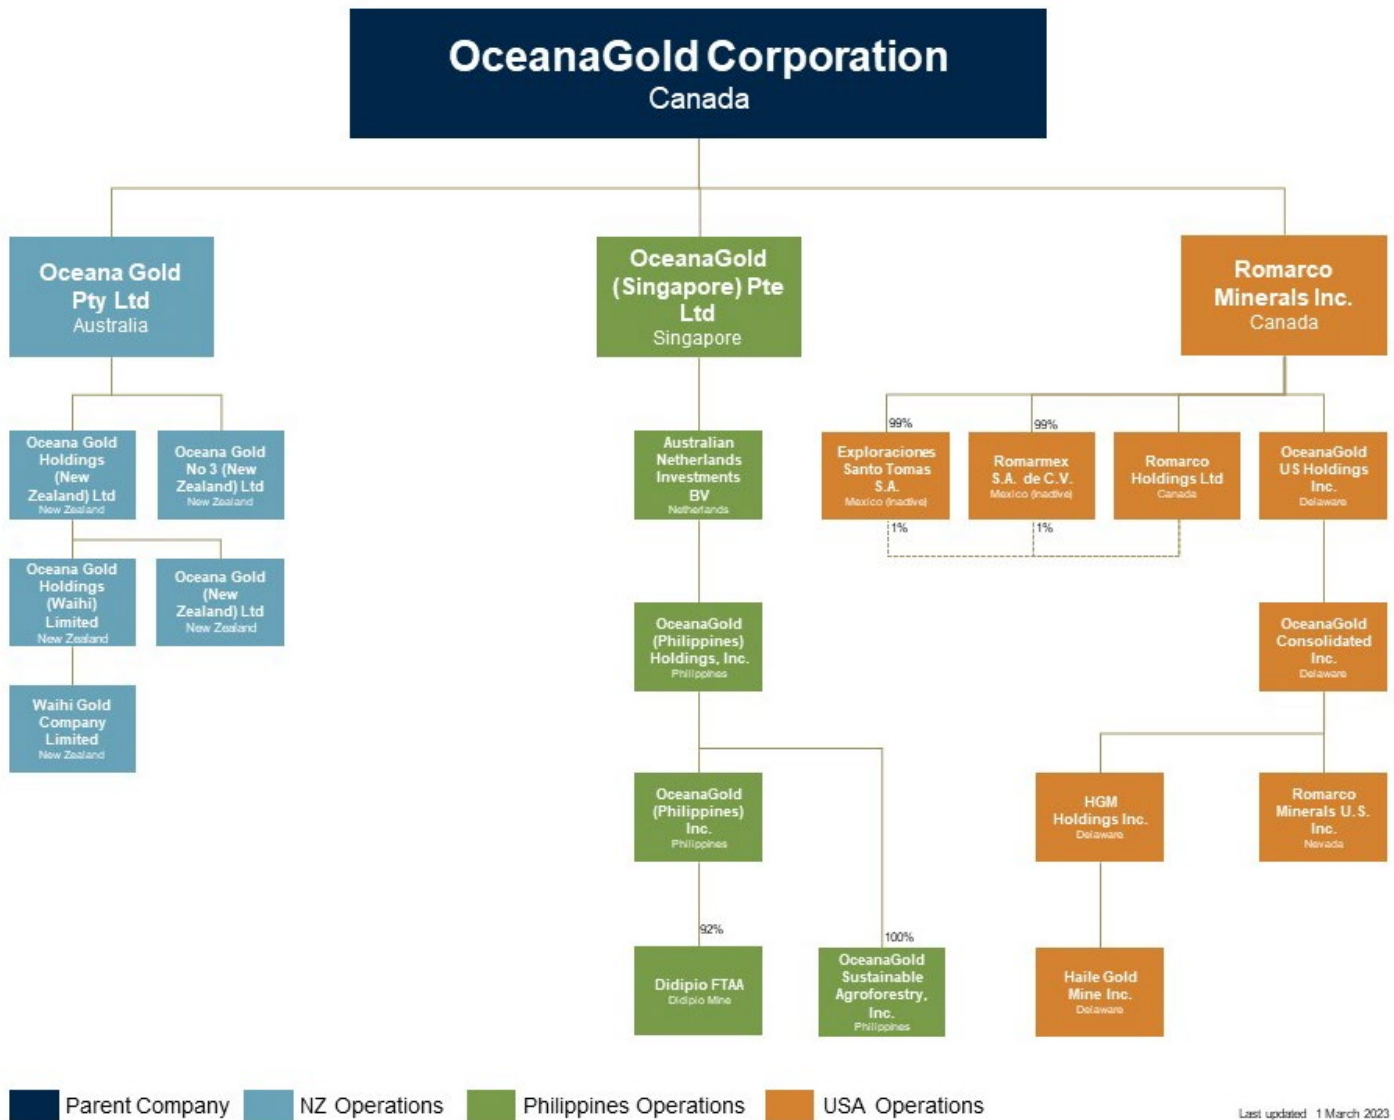 OceanaGold Corporation
Canada
Oceana Gold
Pty Ltd
Australia
OceanaGold
(Singapore) Pte
Ltd
Singapore
Romarco
Minerals Inc.
Canada
Oceana Gold
Holdings
(New
Zealand) Ltd
New Zealand
Oceana Gold
No 3 (New
Zealand) Ltd
New Zealand
Australian
Netherlands
Investments
BV
Netherlands
99%
Exploraciones
Santo Tomas
S.A.
Mexico (Inactive)
1%
99%
Romarmex
S.A. de C.V.
Mexico (Inactive)
1%
Romarco
Holdings Ltd
Canada
OceanaGold
US Holdings
Inc.
Delaware
Oceana Gold
Holdings
(Waihi)
Limited
New Zealand
Oceana Gold
(New
Zealand) Ltd
New Zealand
OceanaGold
(Philippines)
Holdings, Inc.
Philippines
OceanaGold
Consolidated
Inc.
Delaware
Waihi Gold
Company
Limited
New Zealand
OceanaGold
(Philippines)
Inc.
Philippines
HGM
Holdings Inc.
Delaware
Romarco
Minerals U.S.
Inc.
Nevada
92%
Didipio FTAA
Didipio Mine
100%
OceanaGold
Sustainable
Agroforestry,
Inc.
Philippines
Haile Gold
Mine Inc.
Delaware
Parent Company
NZ Operations
Philippines Operations
USA Operations
Last updated 1 March 2023